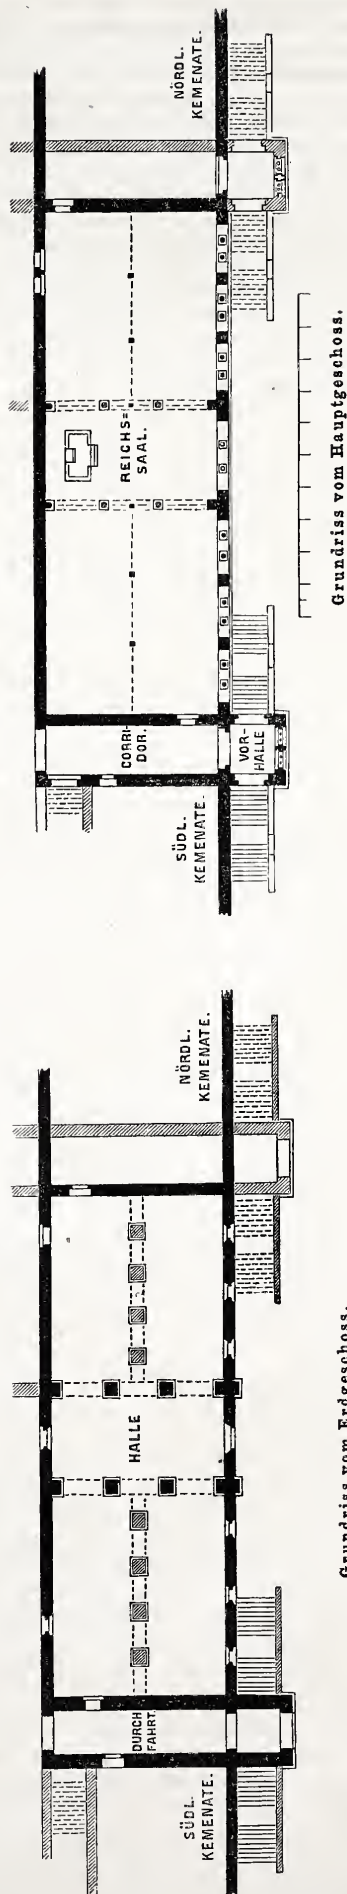 NÖRDL.
KEMENATE.
REICHS=
SAAL.
CORRI-
DOR.
VOR-
HALLE
SÜDL.
KEMENATE.
Grundriss vom Hauptgeschoss.
NÖRDL.
KEMENATE.
HALLE
DURCH
FAHRT.
SÜDL.
KEMENATE.
Grundriss vom Erdgeschoss.